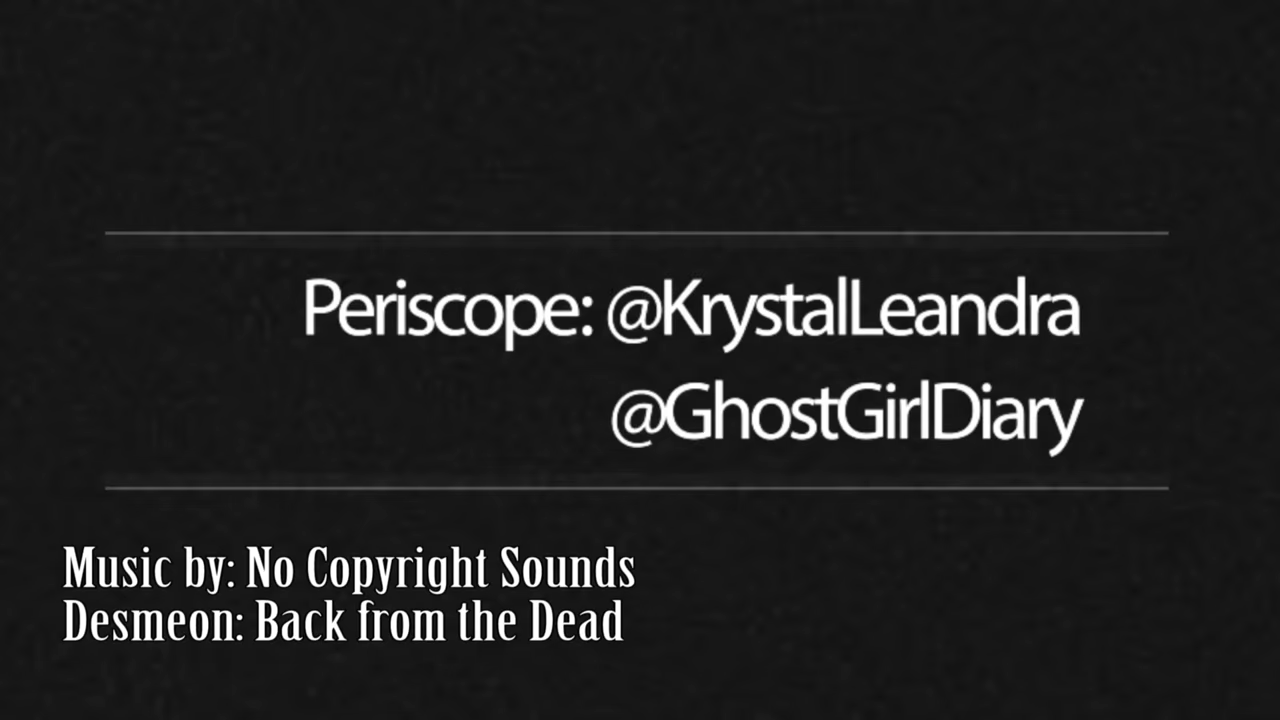 Periscope: @KrystalLeandra
@GhostGirlDiary
Music by: No Copyright Sounds
Desmeon: Back from the Dead